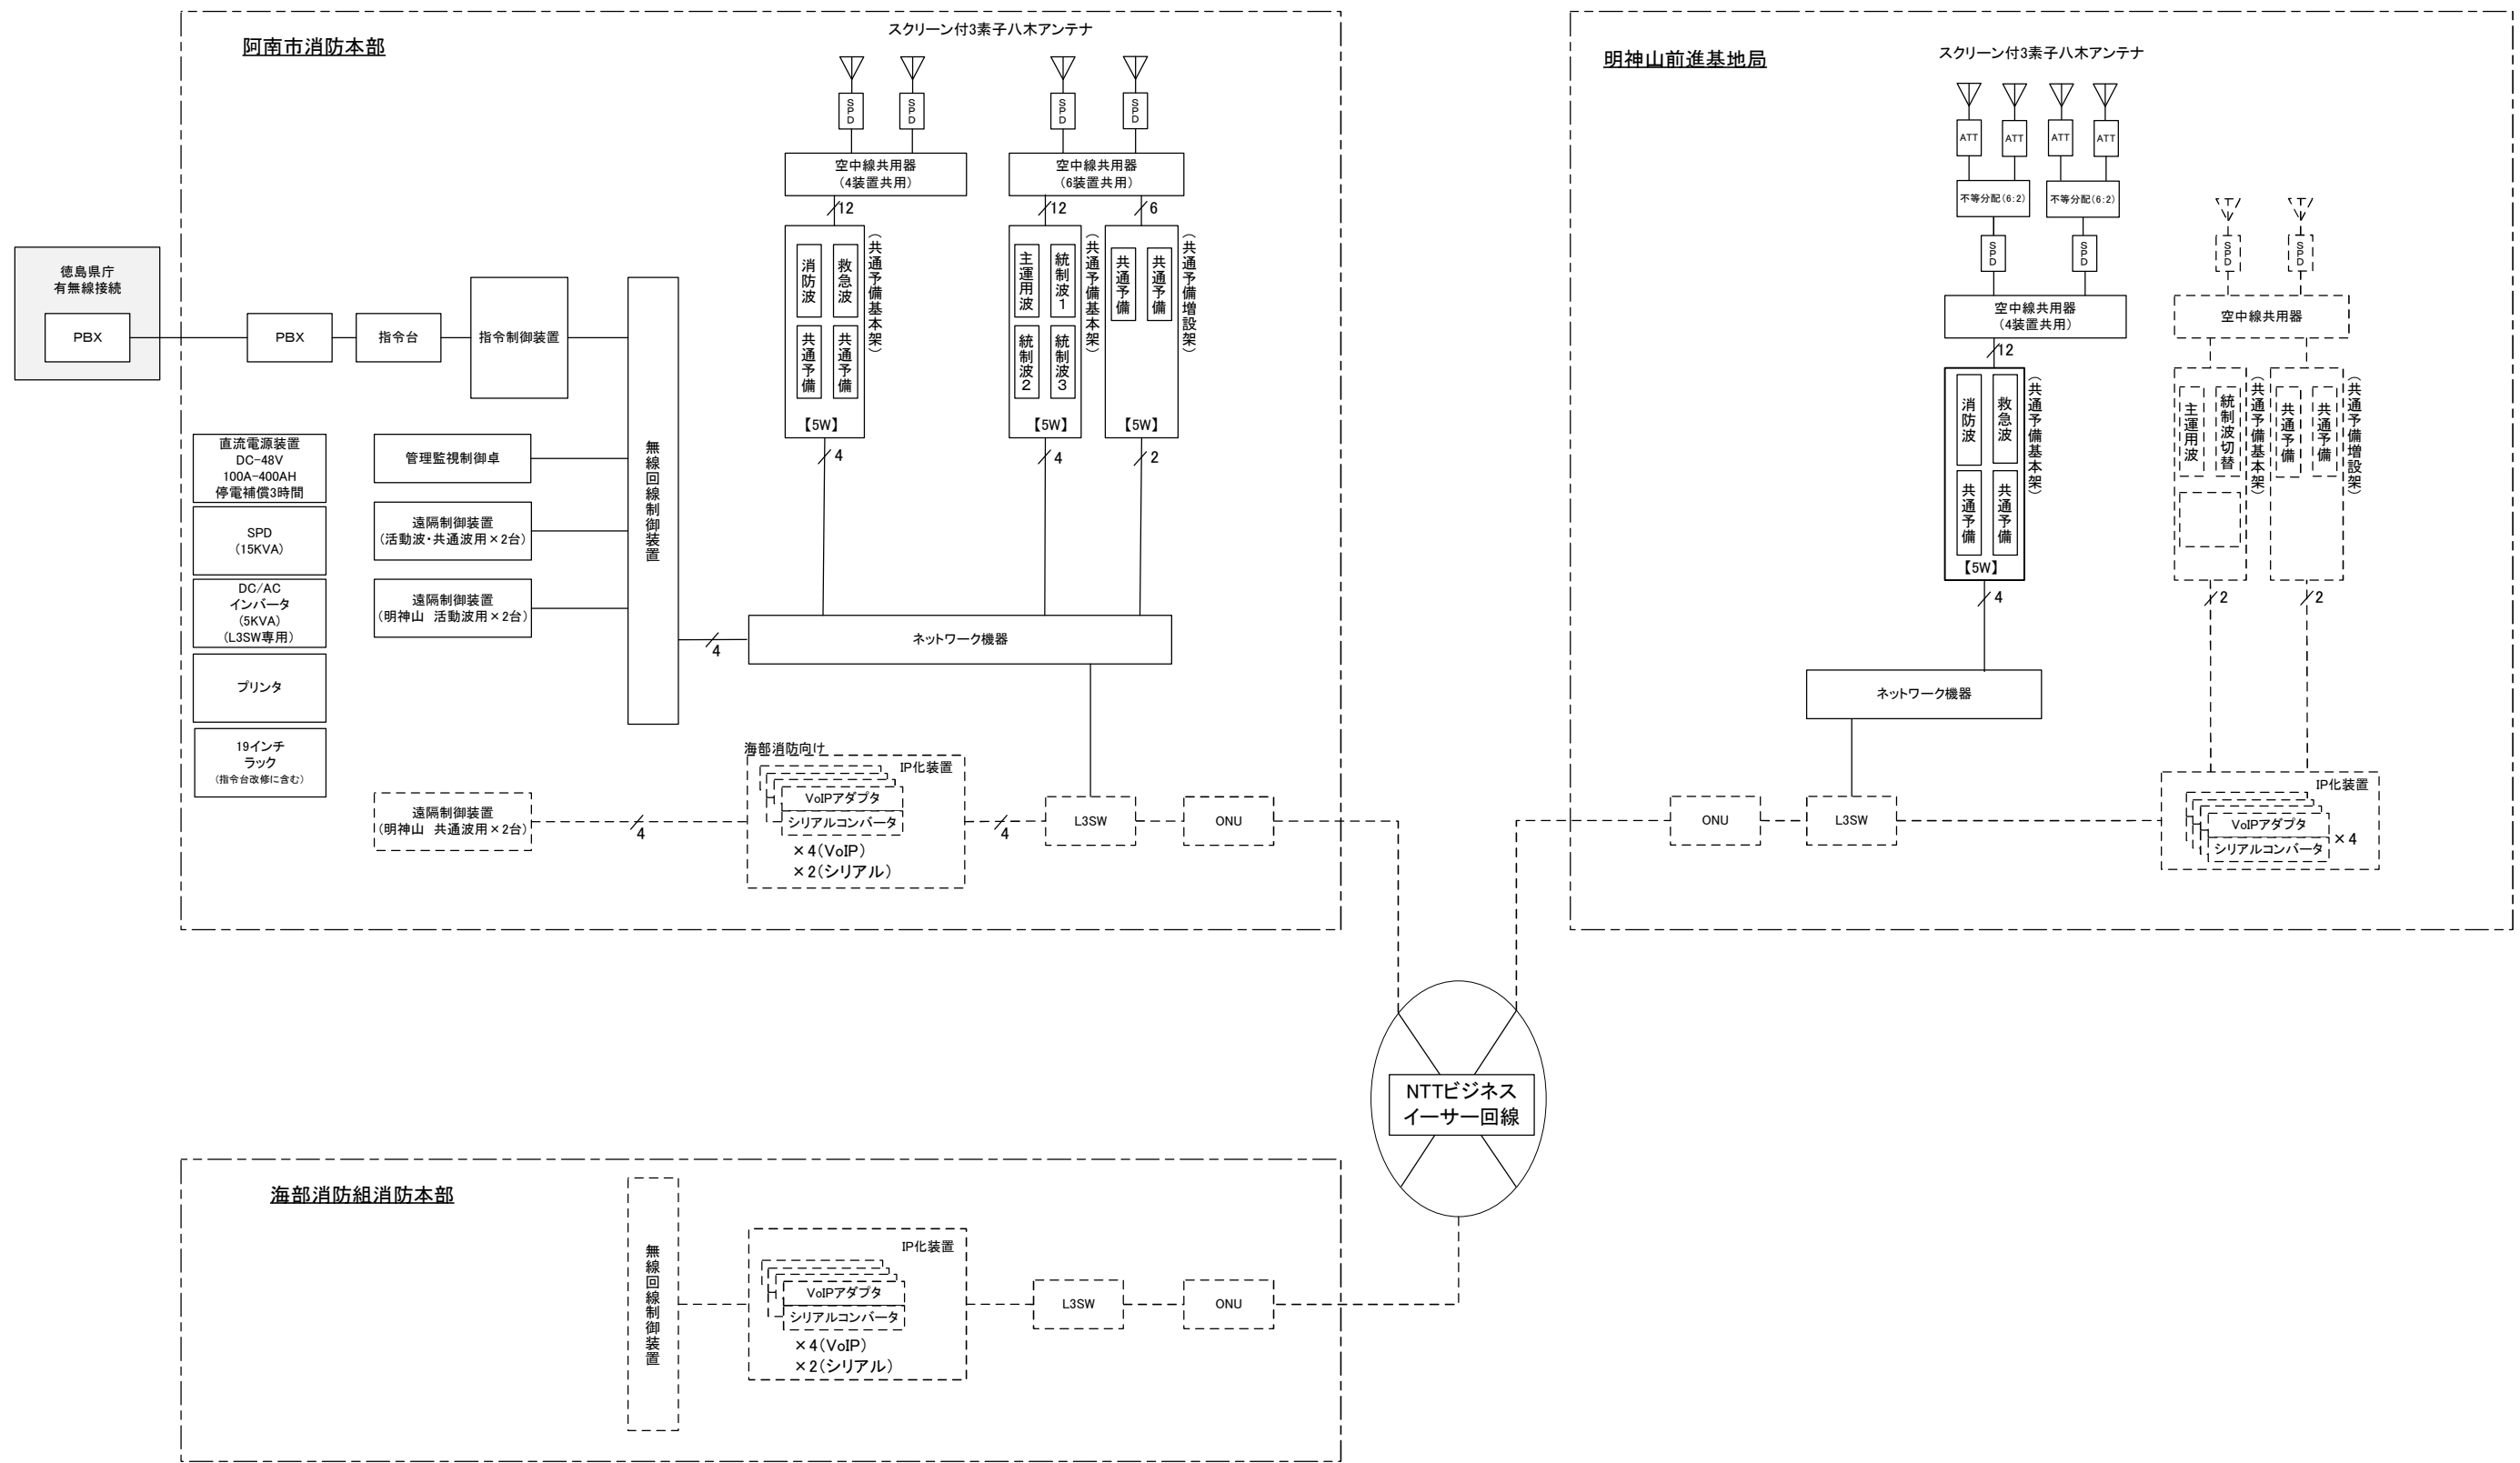 阿南市消防本部
スクリーン付3素子八木アンテナ
SPD
SPD
SPD
SPD
空中線共用器
(4装置共用)
空中線共用器
(6装置共用)
12
12
6
消防波
救急波
共通予備
共通予備
【5W】
(共通予備基本架)
主運用波
統制波1
統制波2
統制波3
【5W】
(共通予備基本架)
共通予備
共通予備
【5W】
(共通予備増設架)
4
4
2
徳島県庁
有無線接続
PBX
PBX
指令台
指令制御装置
無線回線制御装置
直流電源装置
DC-48V
100A-400AH
停電補償3時間
SPD
(15KVA)
DC/AC
インバータ
(5KVA)
(L3SW専用)
プリンタ
19インチ
ラック
(指令台改修に含む)
管理監視制御卓
遠隔制御装置
(活動波・共通波用×2台)
遠隔制御装置
(明神山 活動波用×2台)
4
ネットワーク機器
遠隔制御装置
(明神山 共通波用×2台)
4
海部消防向け
IP化装置
VoIPアダプタ
シリアルコンバータ
×4(VoIP)
×2(シリアル)
4
L3SW
ONU
明神山前進基地局
スクリーン付3素子八木アンテナ
ATT
ATT
ATT
ATT
不等分配(6:2)
不等分配(6:2)
SPD
SPD
SPD
SPD
空中線共用器
(4装置共用)
空中線共用器
12
消防波
救急波
共通予備
共通予備
【5W】
(共通予備基本架)
主運用波
統制波切替
(共通予備基本架)
共通予備
共通予備
(共通予備増設架)
4
2
2
ネットワーク機器
ONU
L3SW
IP化装置
VoIPアダプタ
シリアルコンバータ
×4
NTTビジネス
イーサー回線
海部消防組消防本部
無線回線制御装置
IP化装置
VoIPアダプタ
シリアルコンバータ
×4(VoIP)
×2(シリアル)
L3SW
ONU